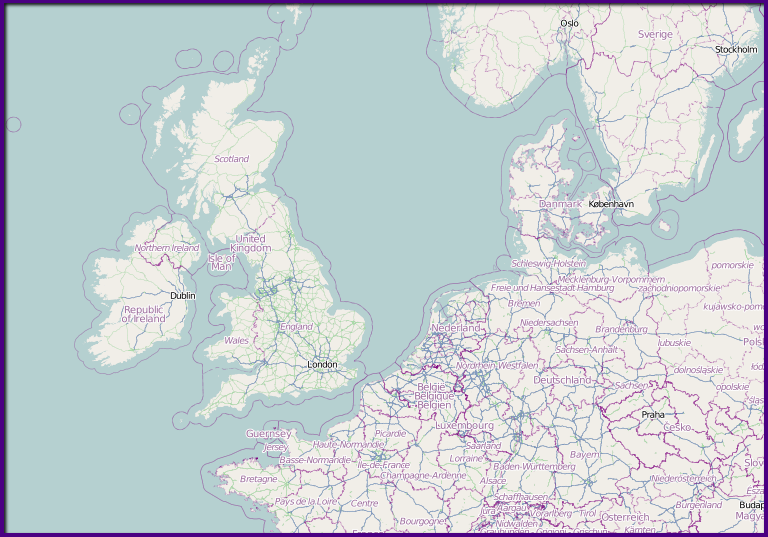 Oslo
Sverige
Stockholm
Scotland
Danmark
København
United
Kingdom
Northern Ireland
Isle of
Man
Schleswig-Holstein
pomorskie
Mecklenburg-Vorpommern
Freie und Hansestadt Hamburg
zachodniopomorskie
Dublin
Bremen
kujawsko-pomo
Republic
of Ireland
Niedersachsen
Nederland
England
Brandenburg
Wales
lubuskie
Sachsen-Anhalt
London
Nordrhein-Westfalen
dolnośląskie
Deutschland
Sachsen
opolskie
België
Belgique
Belgien
Praha
Luxembourg
Česko
Guernsey
Jersey
Picardie
Haute-Normandie
Saarland
Basse-Normandie
Île-de-France
Lorraine
Bayern
Baden-Württemberg
Bretagne
Champagne-Ardenne
Alsace
Niederösterreich
Schaffhausen
Pays de la Loire
Centre
Jura
Aargau
Vorarlberg
Tirol
Burgenland
Budap
Österreich
Bourgogne
Nidwalden
Graubünden
Kärnten